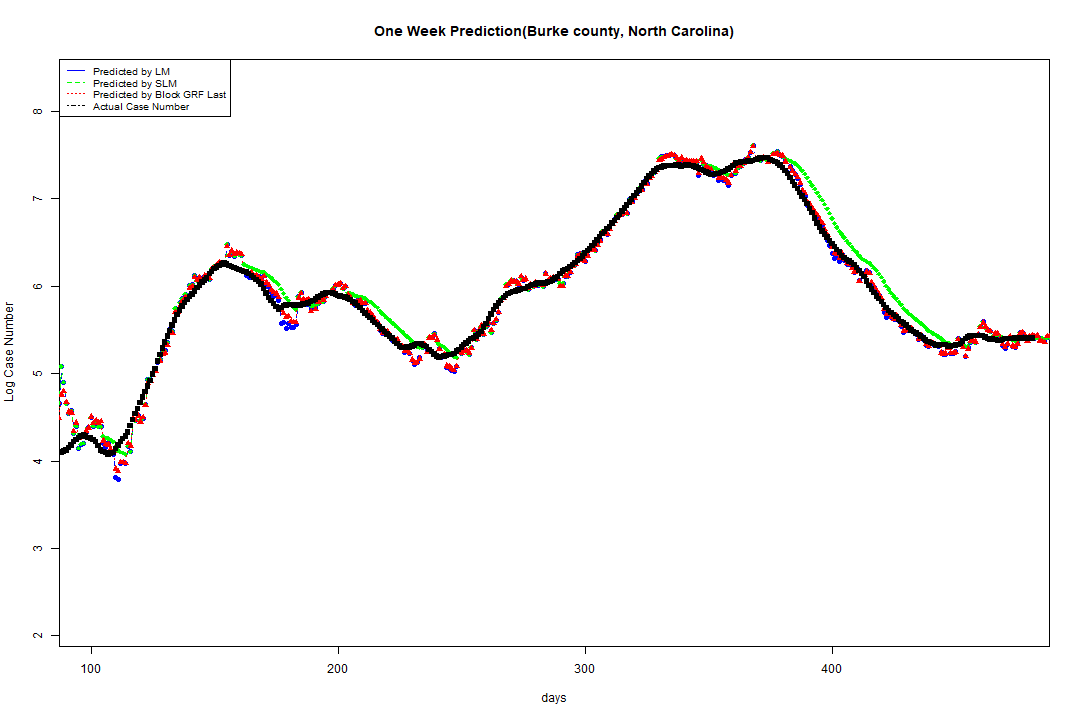 One Week Prediction(Burke county, North Carolina)
Predicted by LM
Predicted by SLM
Predicted by Block GRF Last
Actual Case Number
Log Case Number
8
7
6
5
4
3
2
100 200 300 400
days